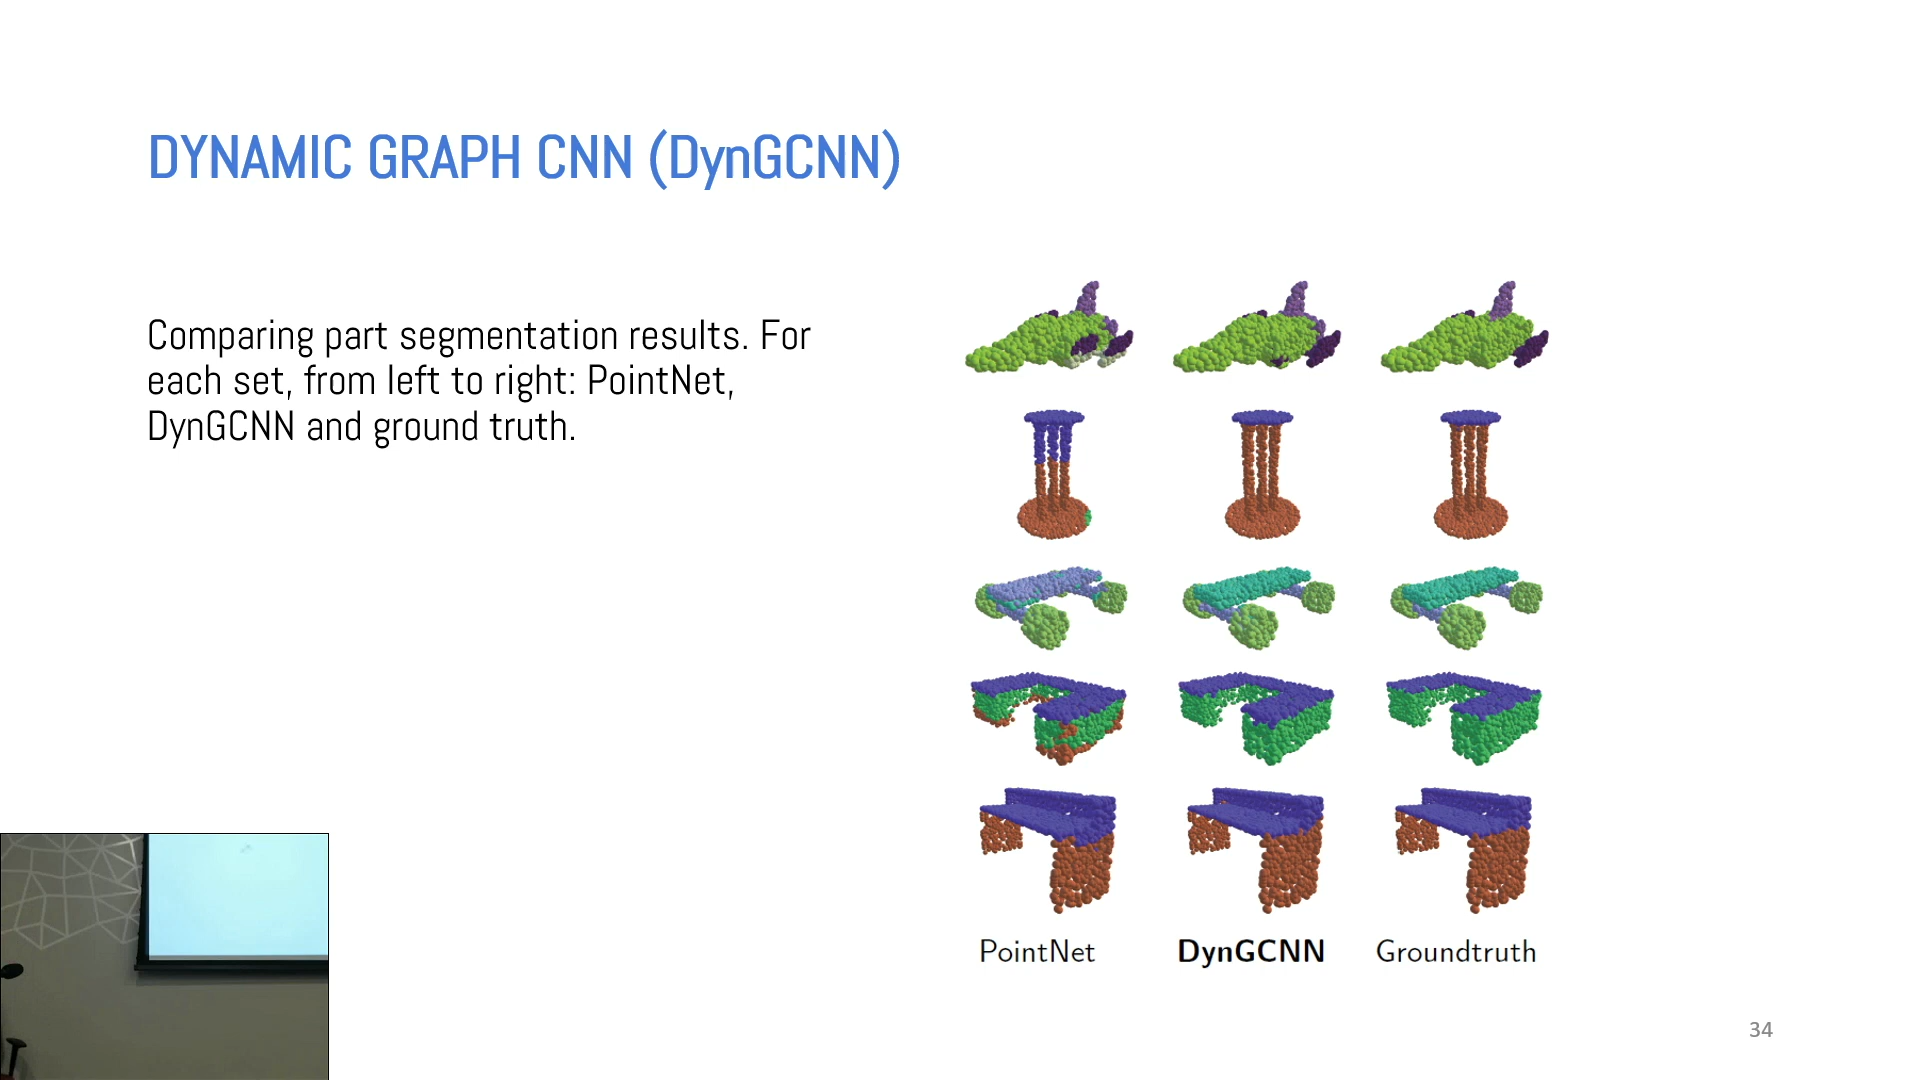 DYNAMIC GRAPH CNN (DynGCNN)
Comparing part segmentation results. For
each set, from left to right: PointNet,
DynGCNN and ground truth.
PointNet
DynGCNN
Groundtruth
34